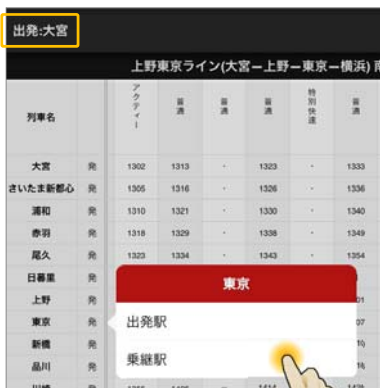 出発:大宮
上野東京ライン(大宮ー上野ー東京ー横浜)
列車名 アクティー 普通 普通 普通 特別快速 普通
大宮 発 1302 1313 - 1323 - 1333
さいたま新都心 発 1305 1316 - 1326 - 1336
浦和 発 1310 1321 - 1330 - 1340
赤羽 発 1318 1329 - 1338 - 1349
尾久 発 1323 1334 - 1343 - 1354
日暮里 発
上野 発 01
東京 発 07
新橋 発 10
品川 発
東京
出発駅
乗継駅